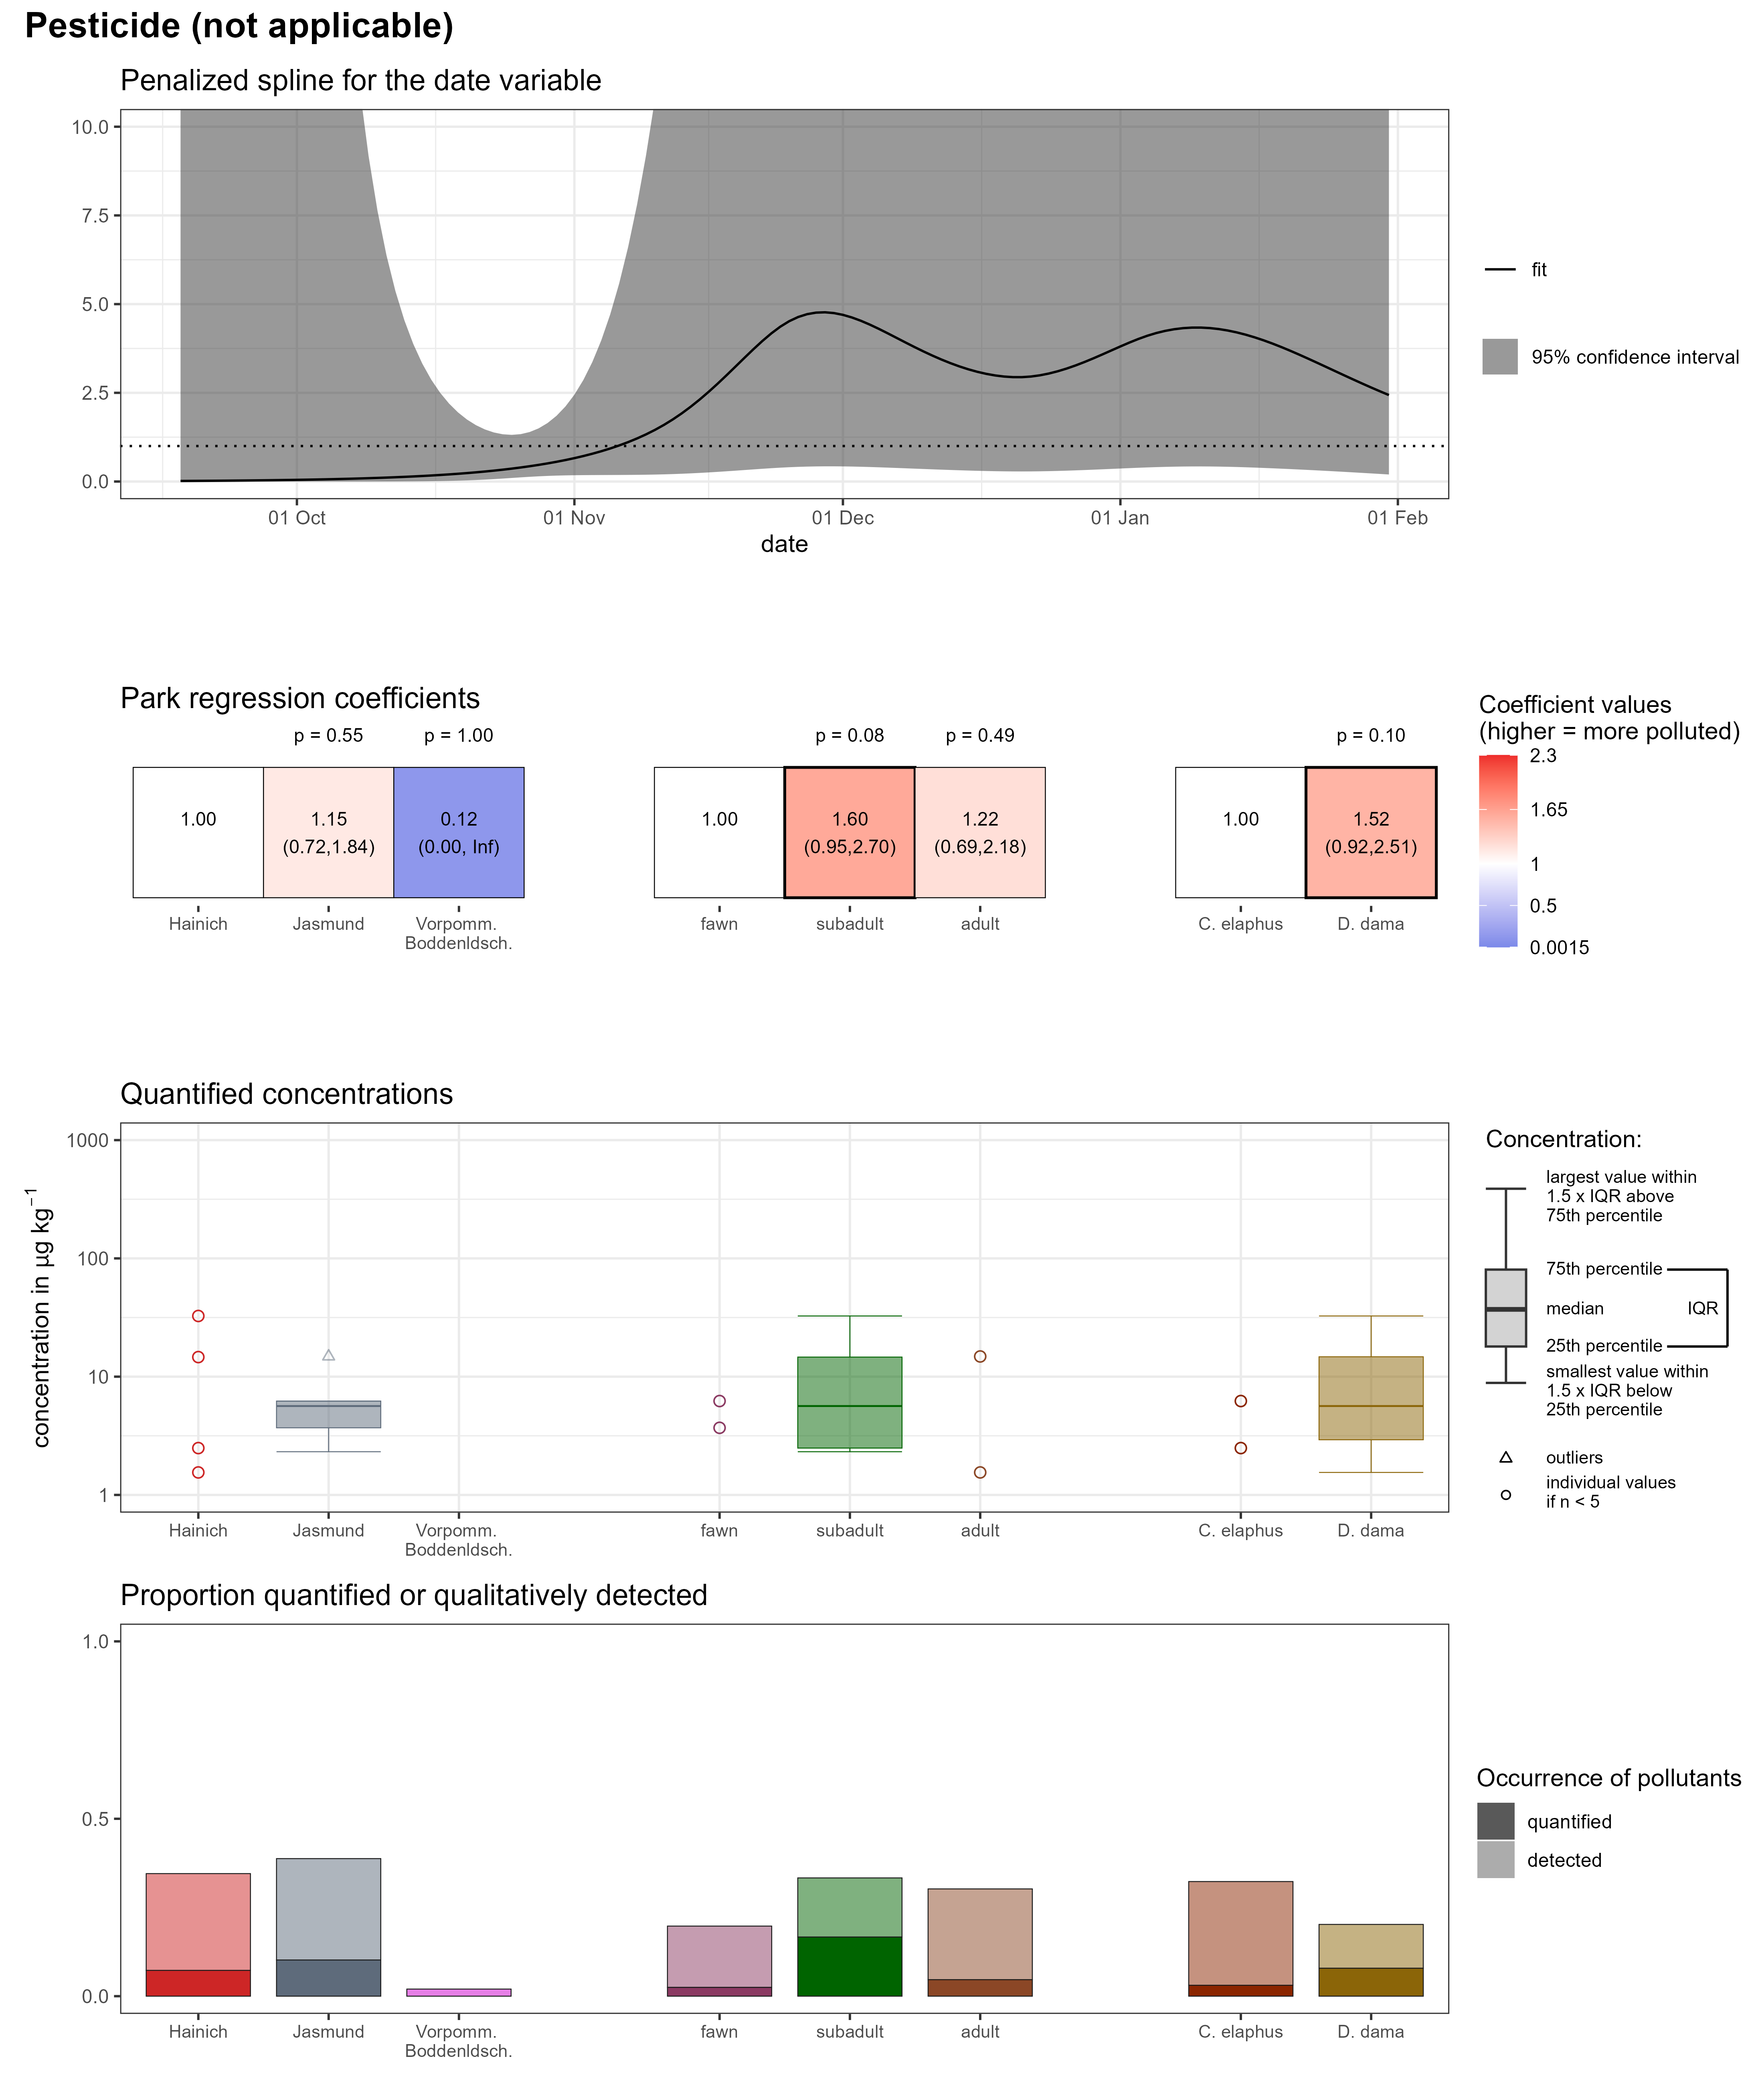 Pesticide (not applicable)
Penalized spline for the date variable
10.0
7.5
5.0
2.5
0.0
01 Oct
01 Nov
01 Dec
01 Jan
01 Feb
date
fit
95% confidence interval
Park regression coefficients
p = 0.55
p = 1.00
p = 0.08
p = 0.49
p = 0.10
1.00
1.15
0.12
1.00
1.60
1.22
1.00
1.52
(0.72,1.84)
(0.00, Inf)
(0.95,2.70)
(0.69,2.18)
(0.92,2.51)
Hainich
Jasmund
Vorpomm.
Boddenldsch.
fawn
subadult
adult
C. elaphus
D. dama
Coefficient values
(higher = more polluted)
2.3
1.65
1
0.5
0.0015
Quantified concentrations
concentration in µg kg⁻¹
1000
100
10
1
Hainich
Jasmund
Vorpomm.
Boddenldsch.
fawn
subadult
adult
C. elaphus
D. dama
Concentration:
largest value within
1.5 x IQR above
75th percentile
75th percentile
median
IQR
25th percentile
smallest value within
1.5 x IQR below
25th percentile
outliers
individual values
if n < 5
Proportion quantified or qualitatively detected
1.0
0.5
0.0
Hainich
Jasmund
Vorpomm.
Boddenldsch.
fawn
subadult
adult
C. elaphus
D. dama
Occurrence of pollutants
quantified
detected